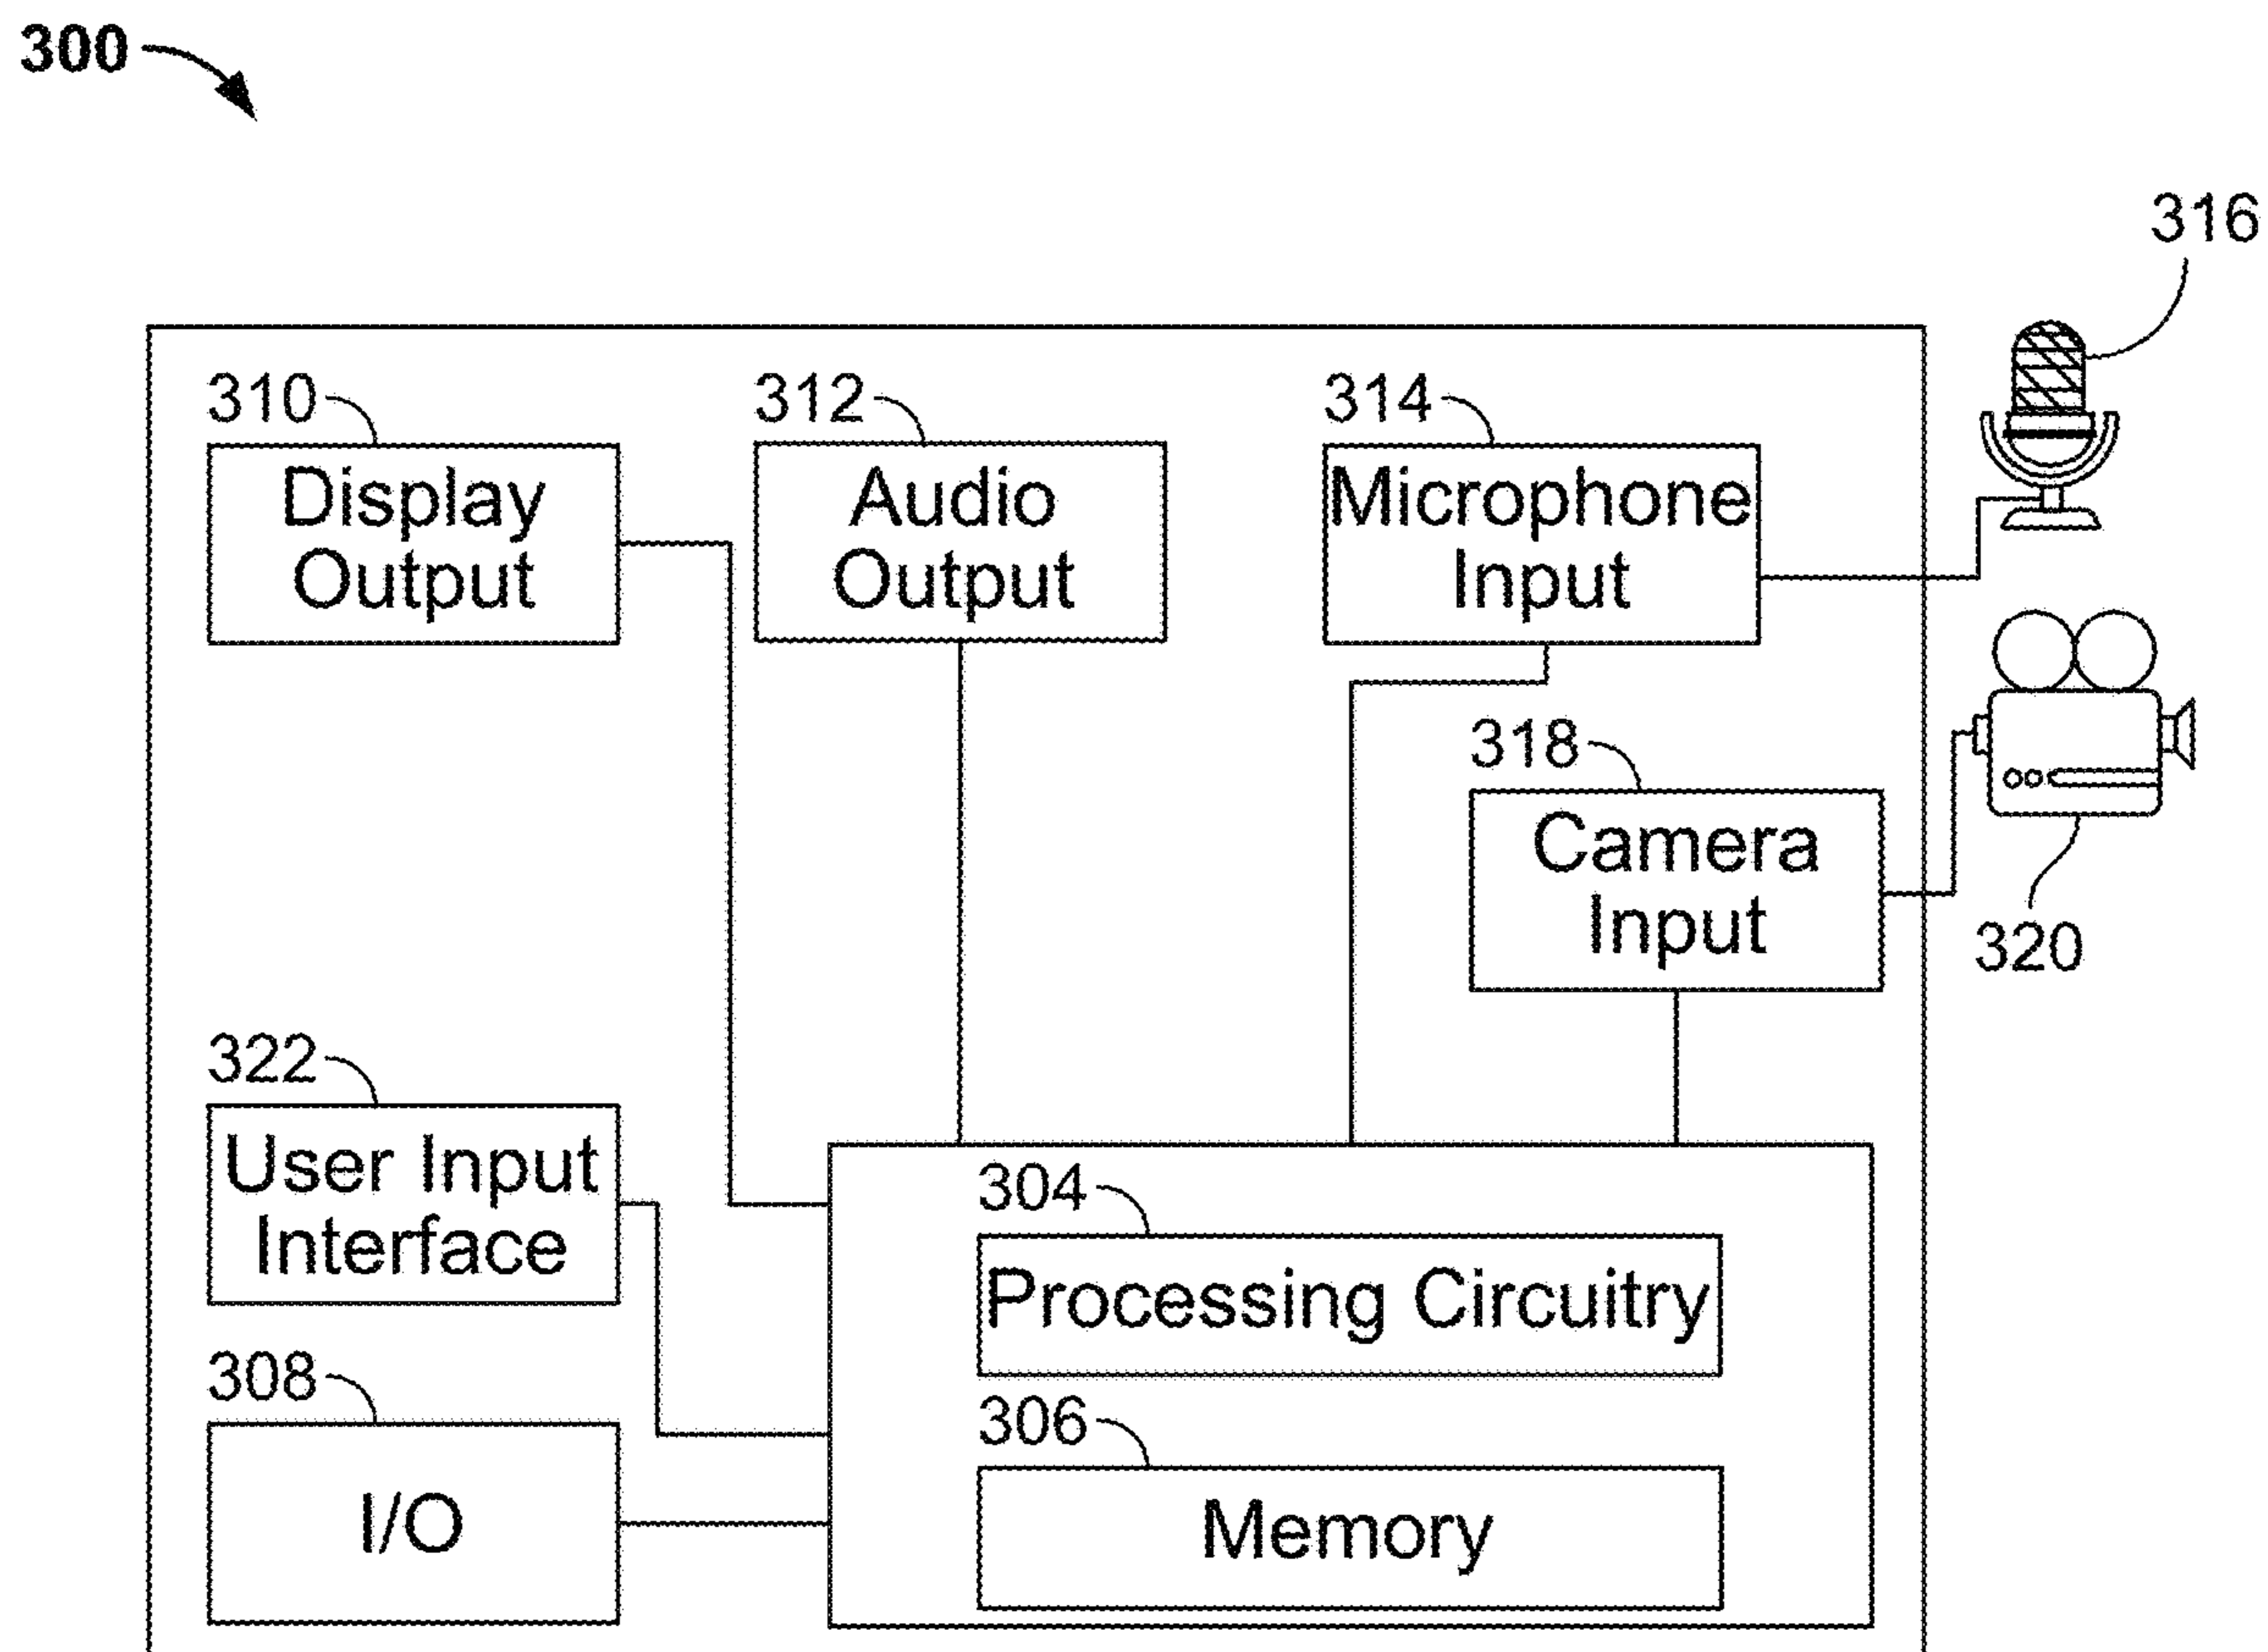 300
316
310
312
314
Display
Output
Audio
Output
Microphone
Input
318
Camera
Input
320
322
User Input
Interface
304
Processing Circuitry
308
I/O
306
Memory